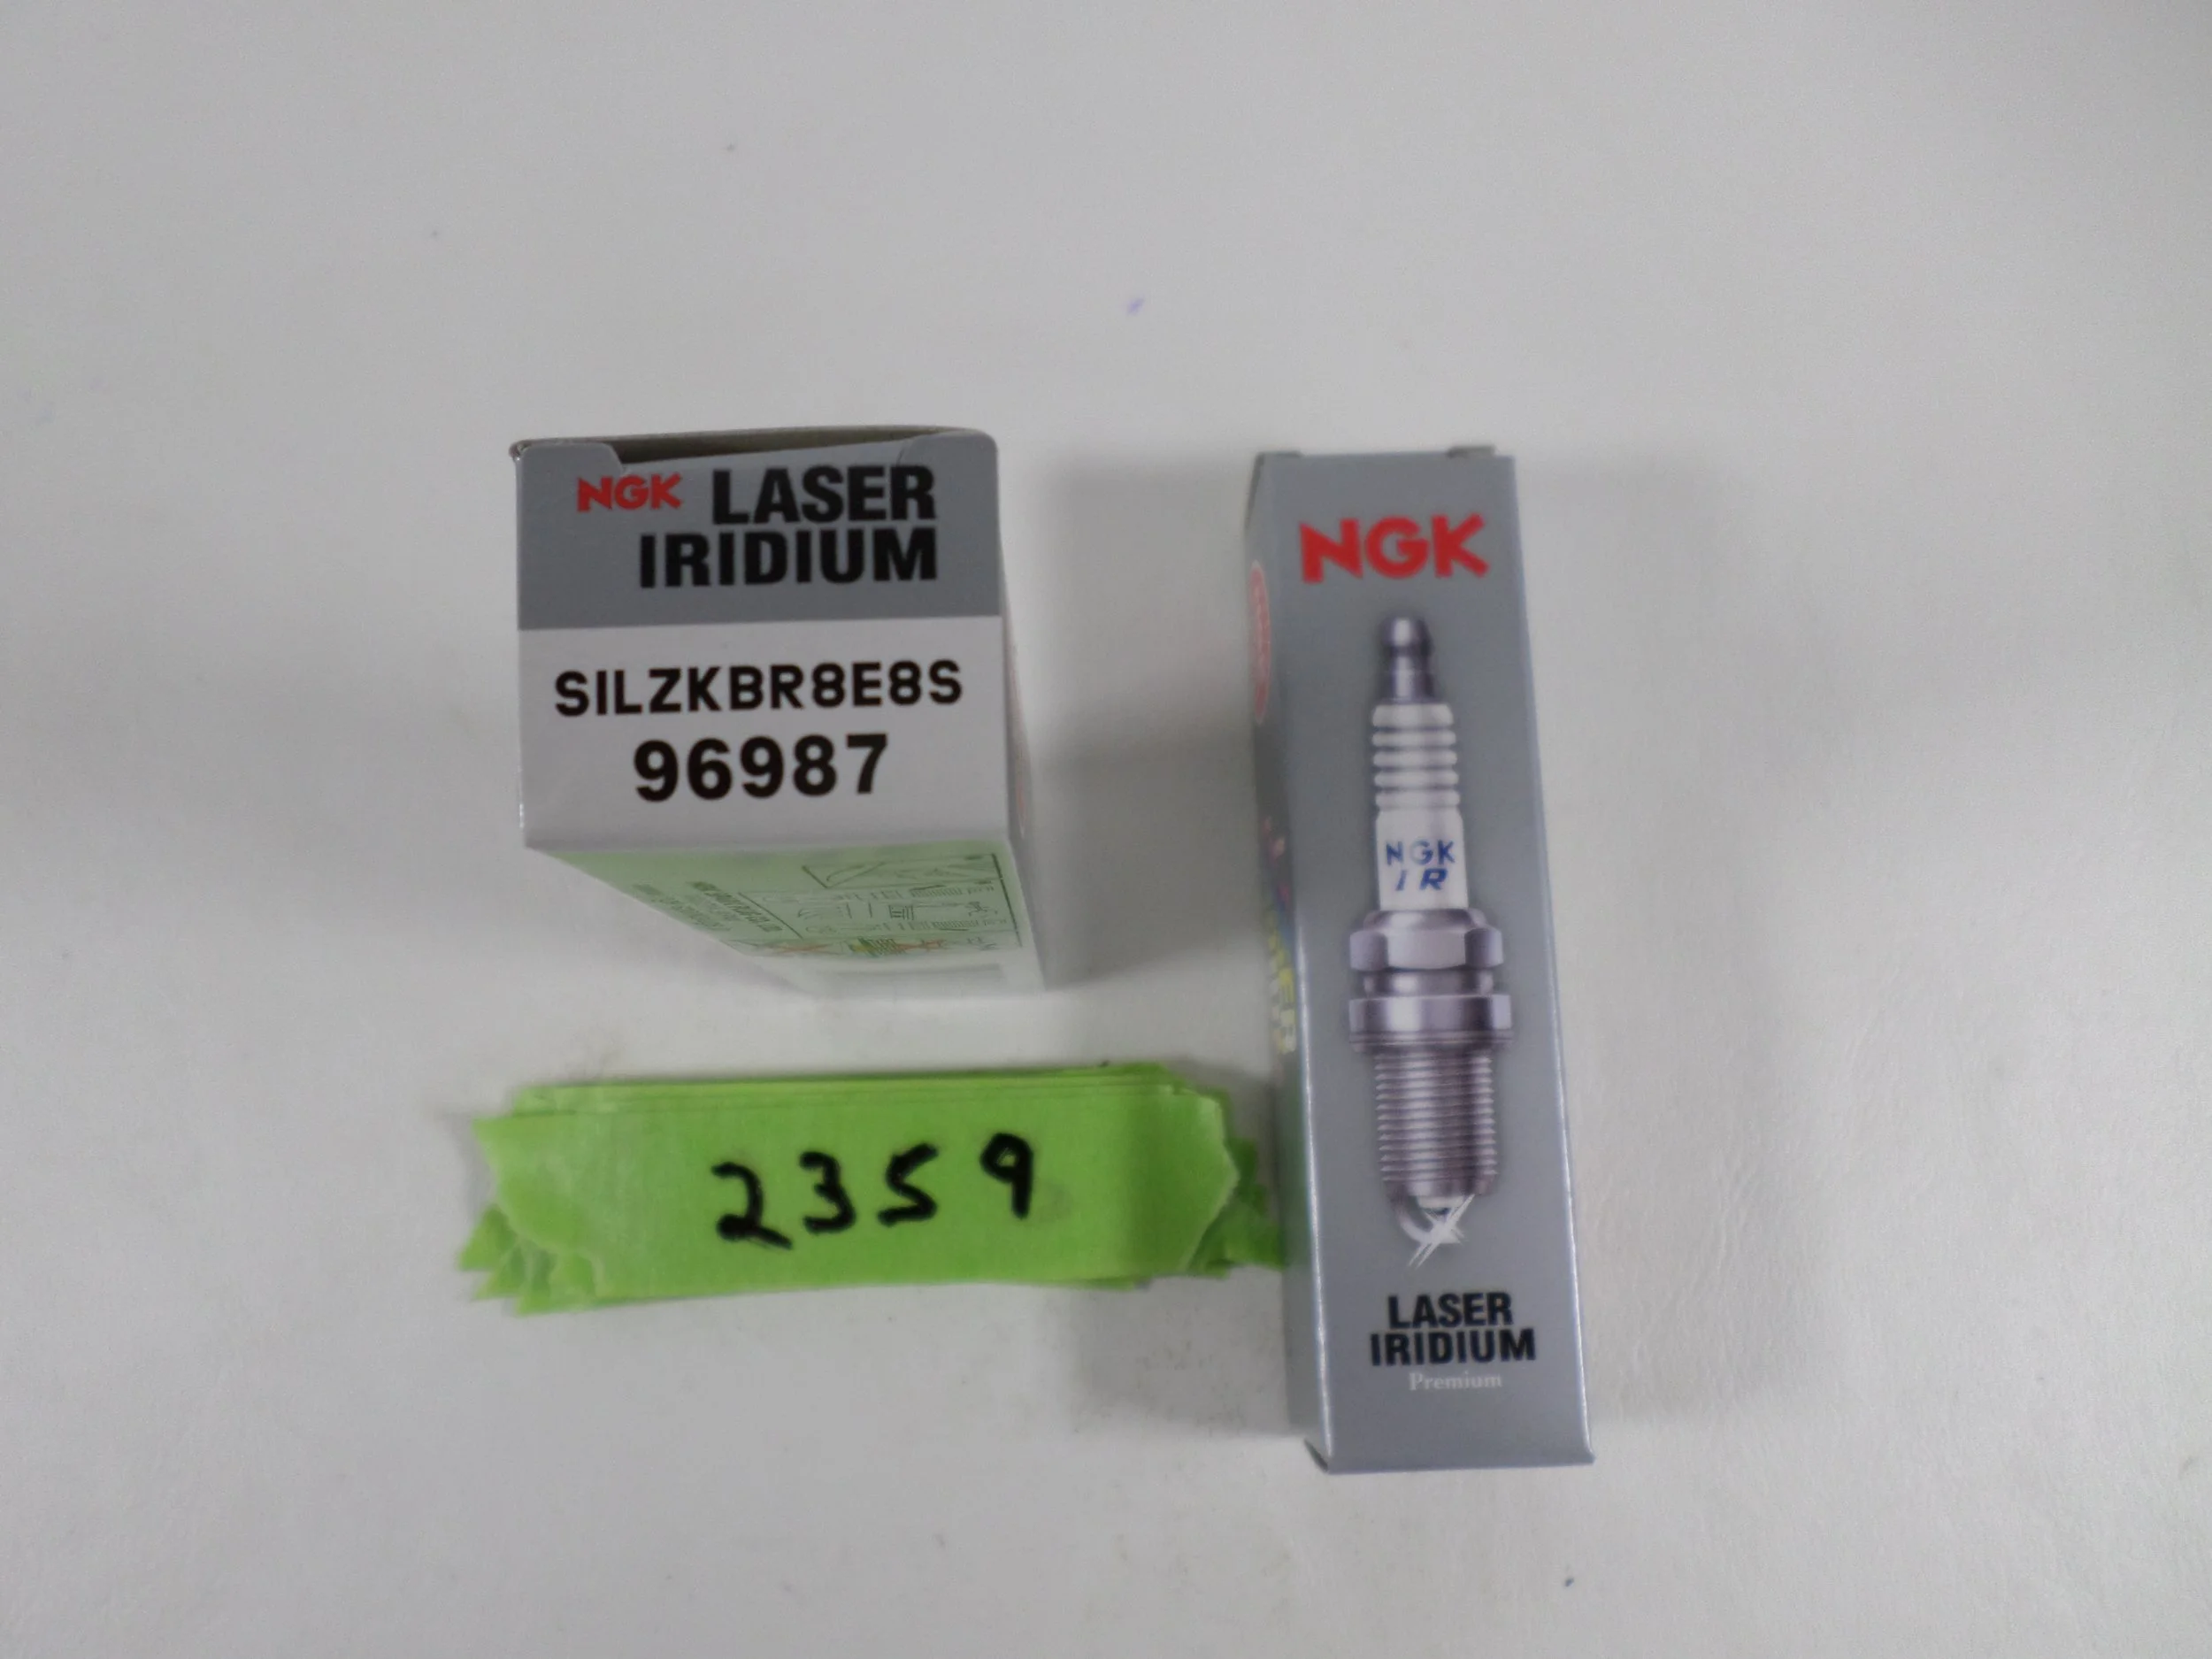 NGK LASER
IRIDIUM
SILZKBR8E8S
96987
2359
NGK
NGK
IR
LASER
IRIDIUM
Premium